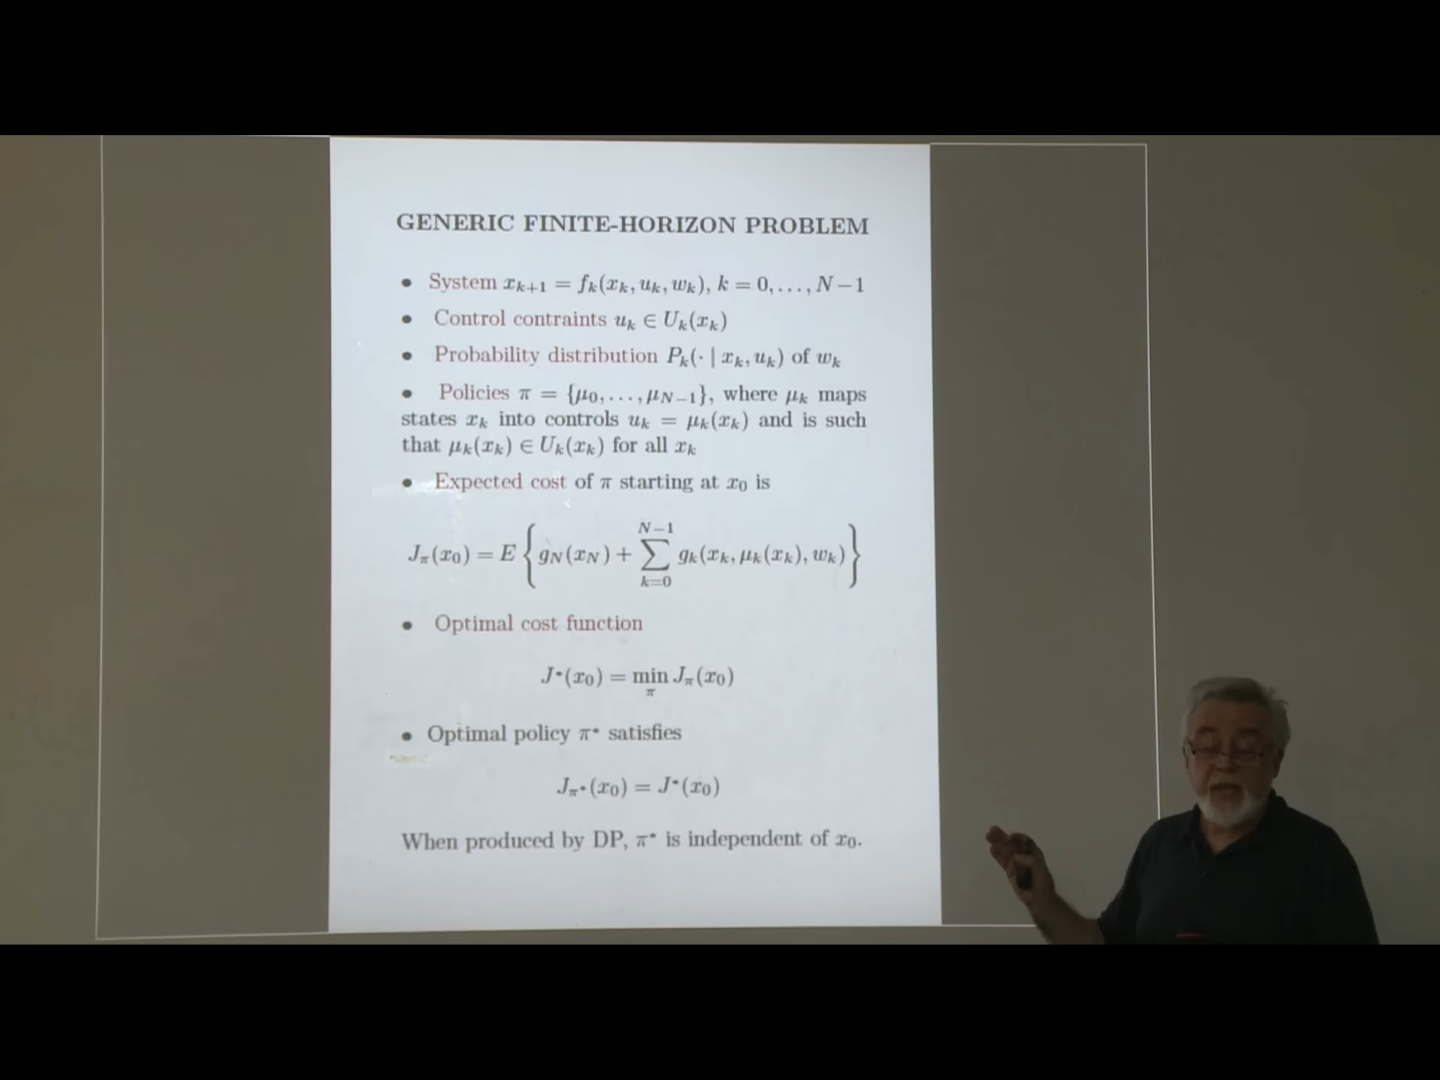 GENERIC FINITE-HORIZON PROBLEM
• System x_{k+1} = f_k(x_k, u_k, w_k), k = 0, . . . , N−1
• Control contraints u_k ∈ U_k(x_k)
• Probability distribution P_k(· | x_k, u_k) of w_k
• Policies π = {μ_0, . . . , μ_{N−1}}, where μ_k maps
states x_k into controls u_k = μ_k(x_k) and is such
that μ_k(x_k) ∈ U_k(x_k) for all x_k
• Expected cost of π starting at x_0 is
J_π(x_0) = E { g_N(x_N) + ∑_{k=0}^{N−1} g_k(x_k, μ_k(x_k), w_k) }
• Optimal cost function
J*(x_0) = min_π J_π(x_0)
• Optimal policy π* satisfies
J_{π*}(x_0) = J*(x_0)
When produced by DP, π* is independent of x_0.